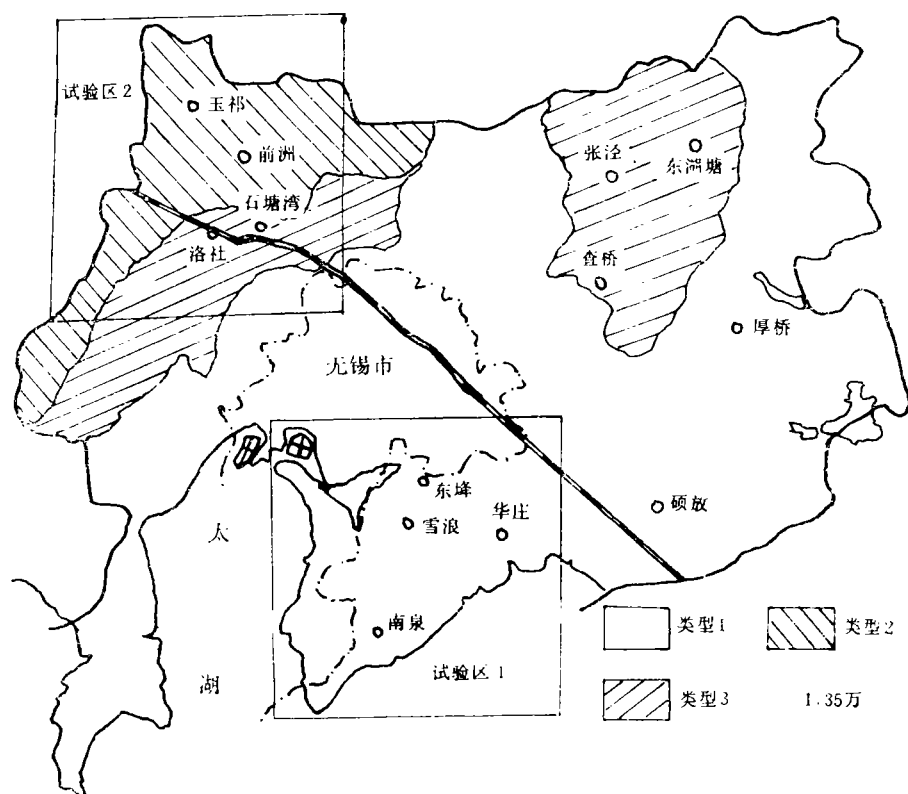 试验区2
玉祁
前洲
石塘湾
洛社
张泾
东湖塘
查桥
厚桥
无锡市
东㙍
雪浪
华庄
硕放
太
湖
南泉
试验区1
类型1
类型2
类型3
1:35万